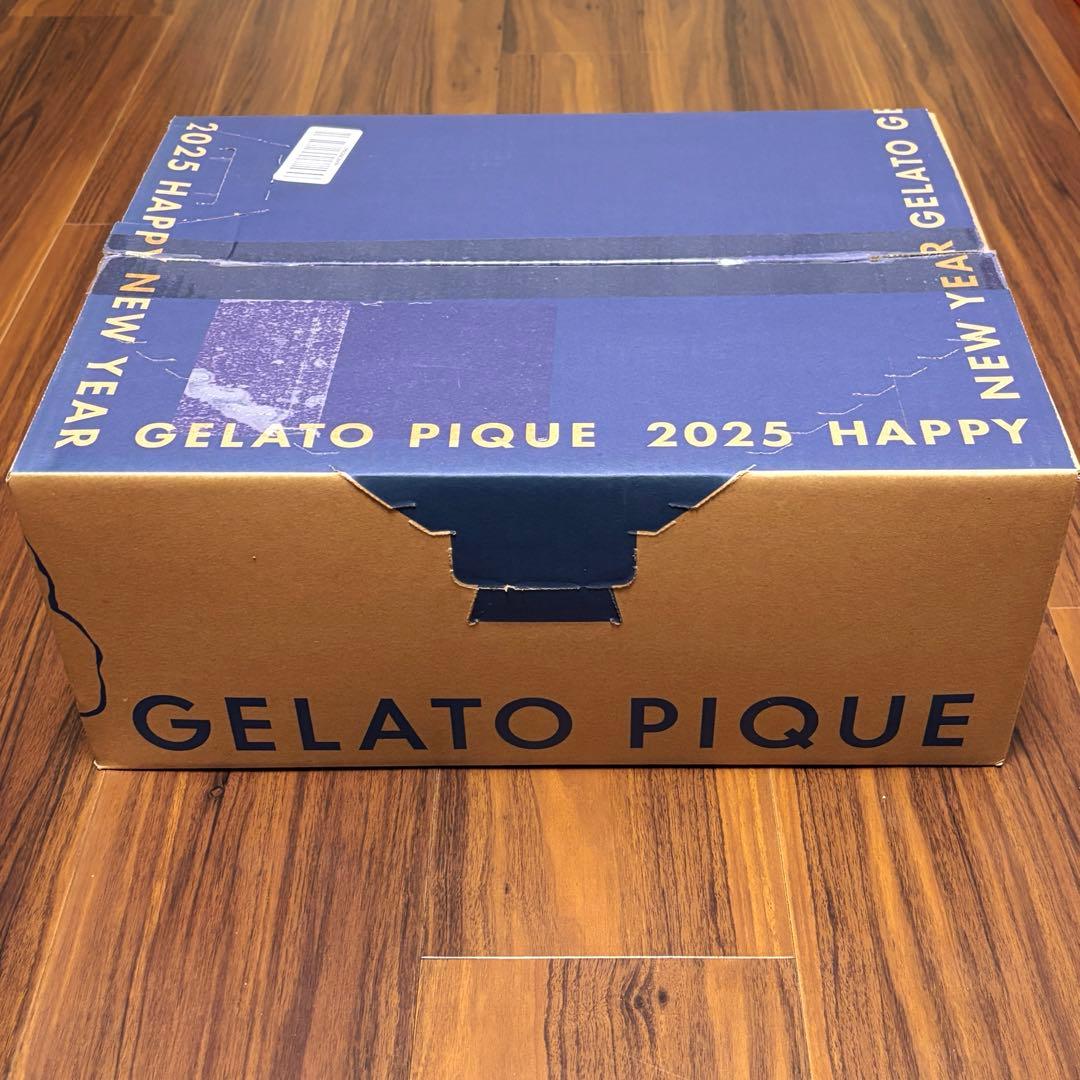 2025 HAPPY NEW YEAR
GELATO PIQUE 2025 HAPPY
NEW YEAR GELATO GE
GELATO PIQUE